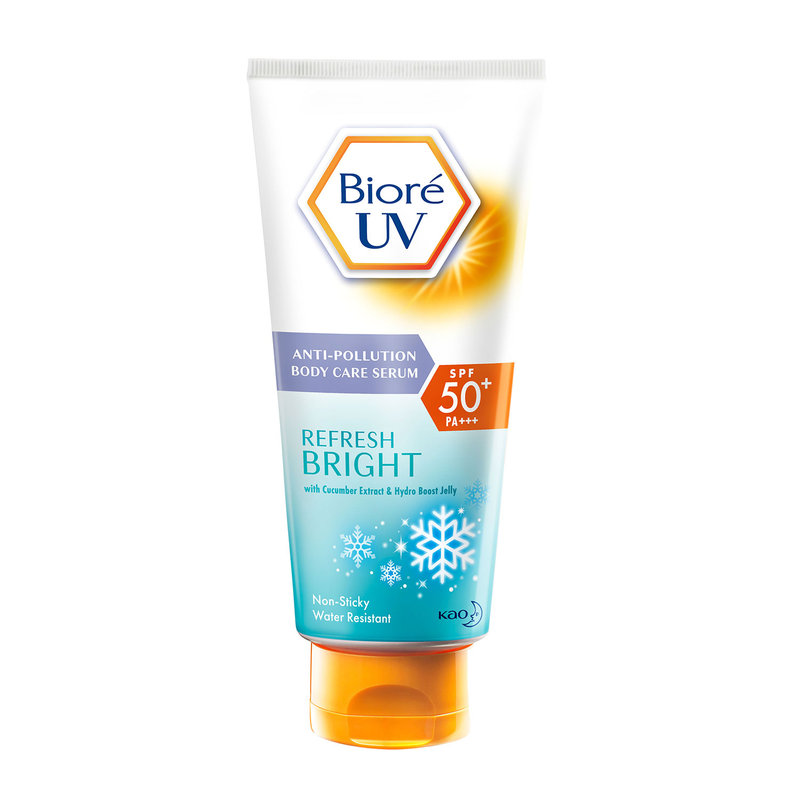 Bioré
UV
ANTI-POLLUTION
BODY CARE SERUM
SPF
50+
PA+++
REFRESH
BRIGHT
with Cucumber Extract & Hydro Boost Jelly
Non-Sticky
Water Resistant
Kao